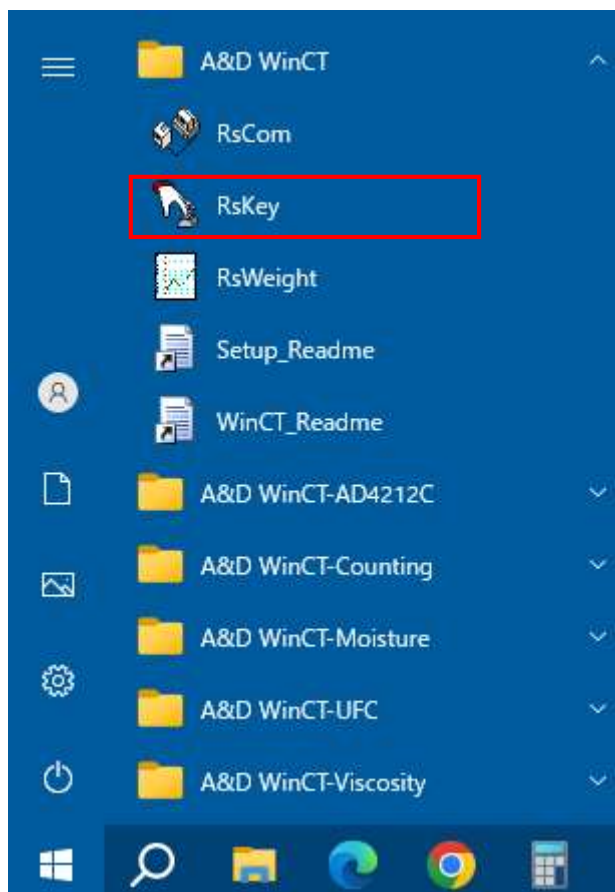 A&D WinCT
RsCom
RsKey
RsWeight
Setup_Readme
WinCT_Readme
A&D WinCT-AD4212C
A&D WinCT-Counting
A&D WinCT-Moisture
A&D WinCT-UFC
A&D WinCT-Viscosity